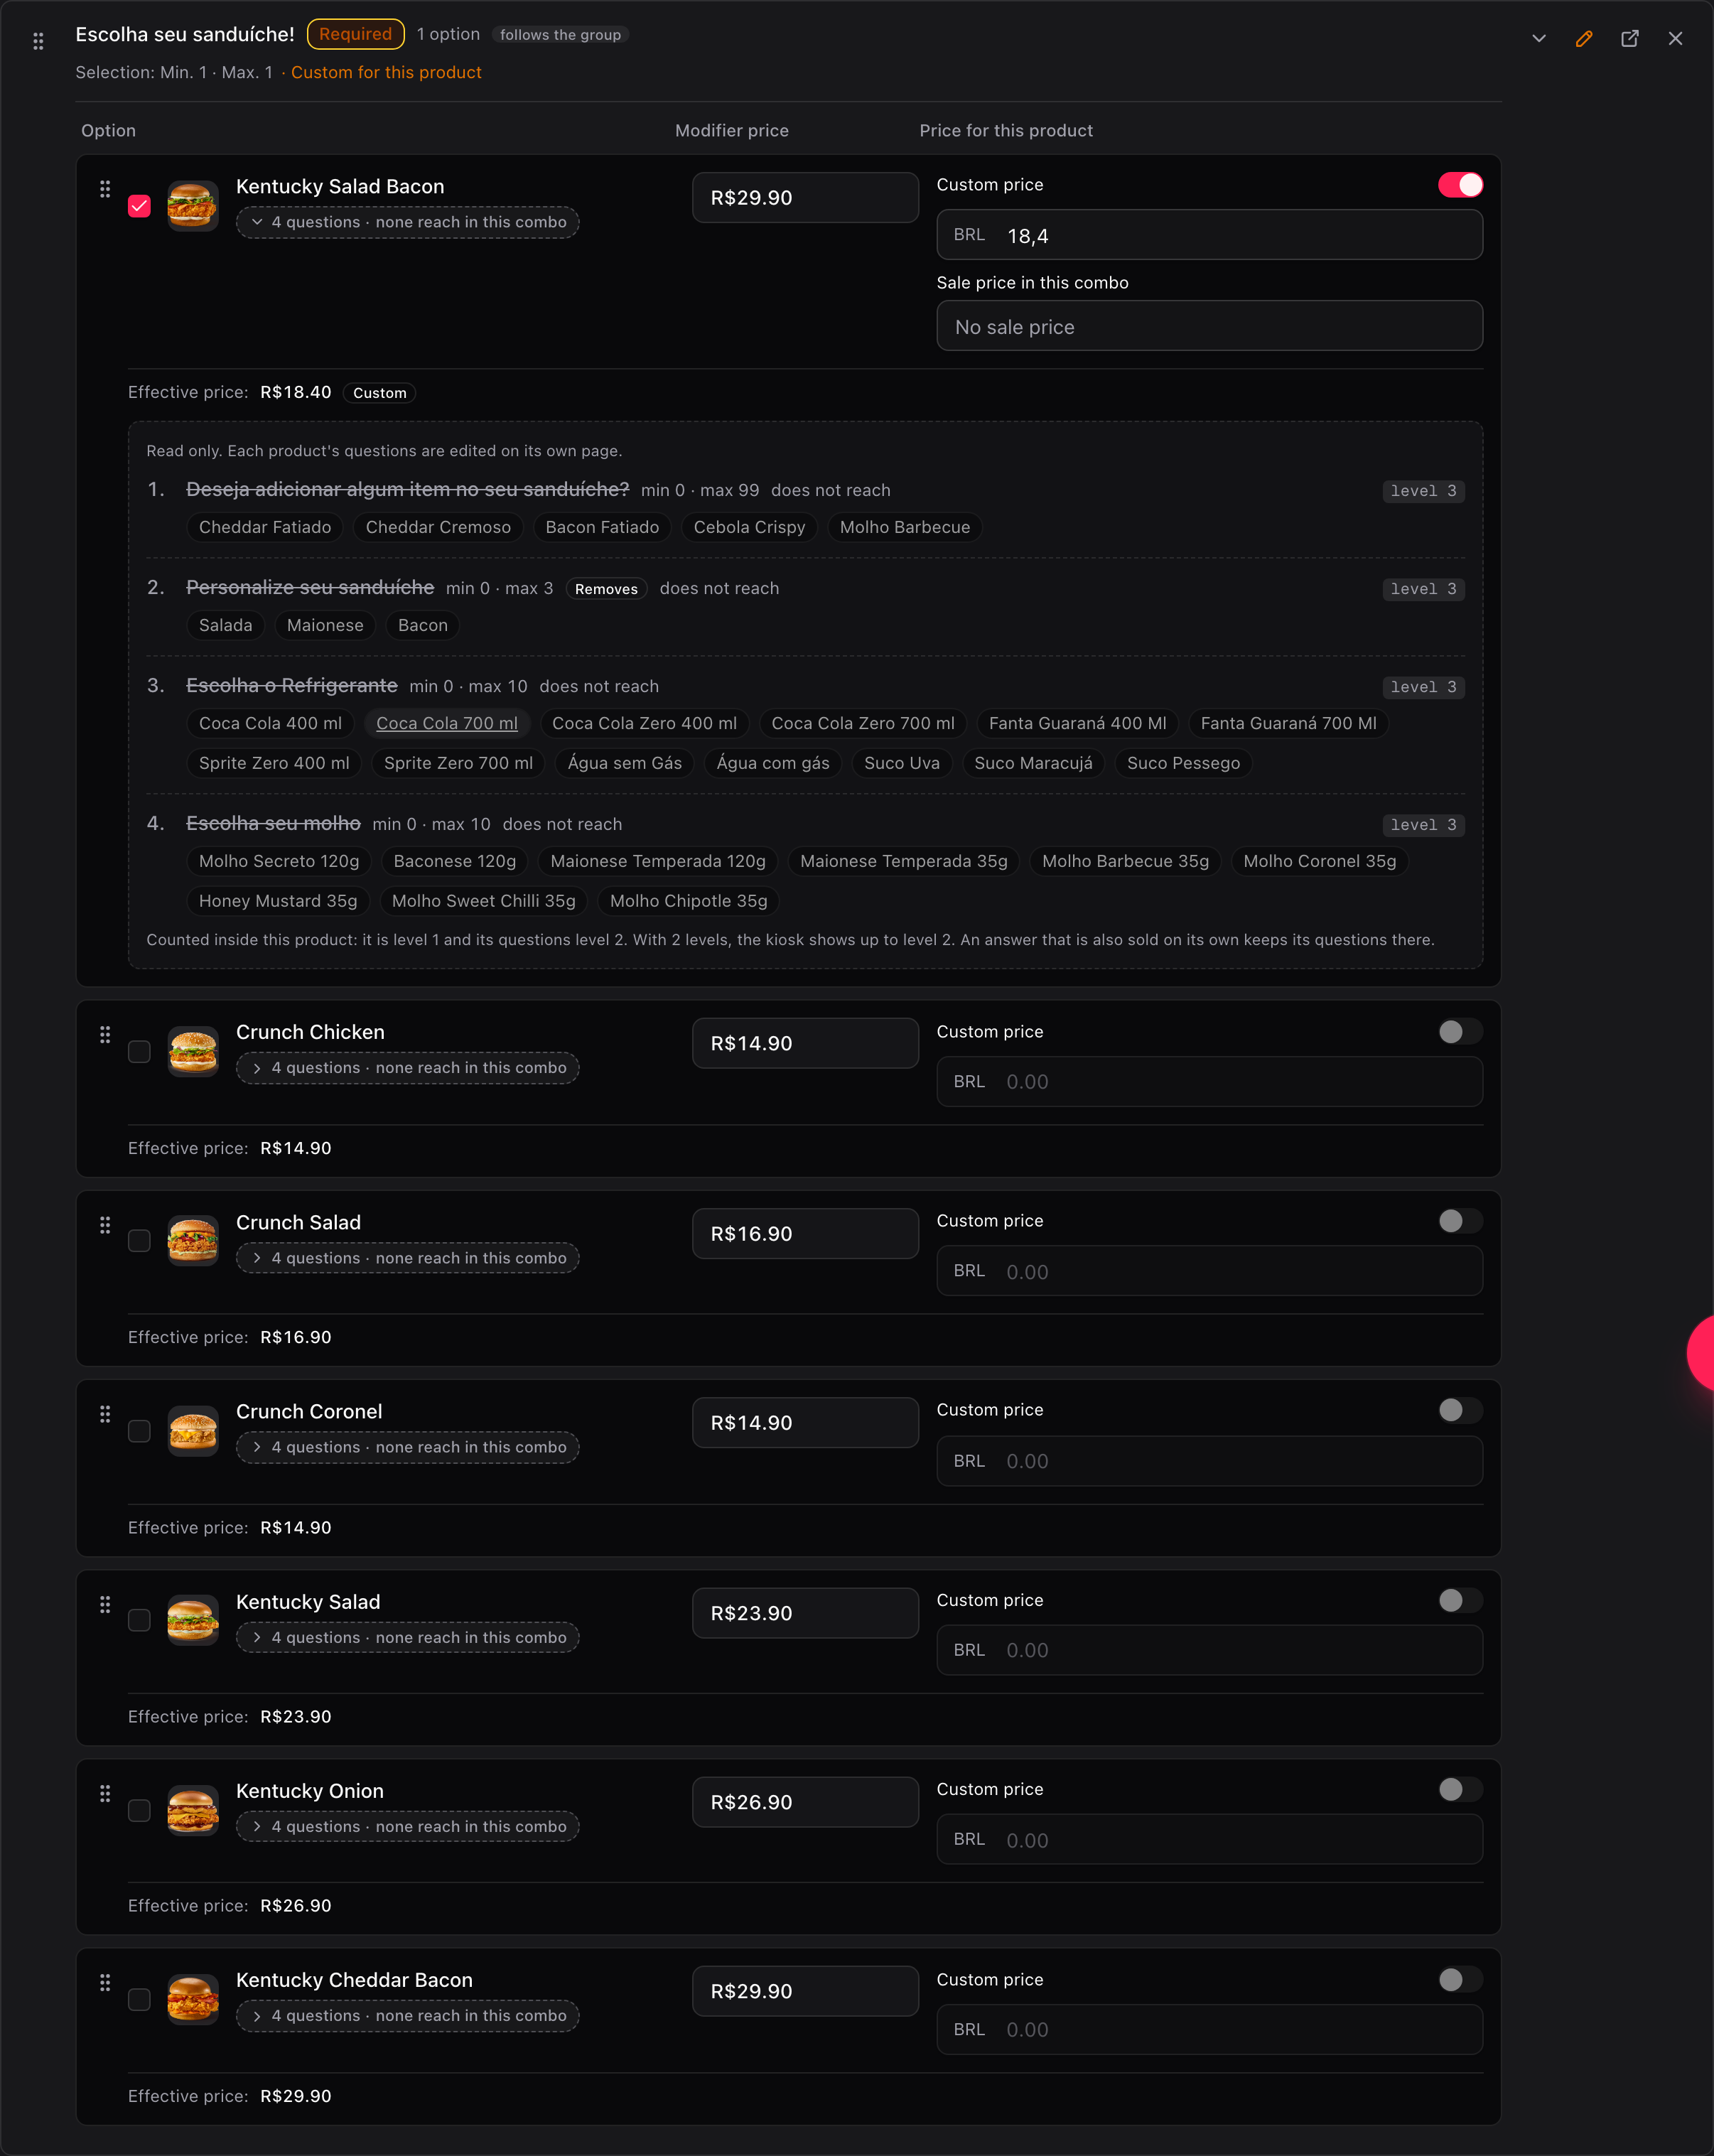 Escolha seu sanduíche! Required 1 option follows the group
Selection: Min. 1 · Max. 1 · Custom for this product
Option Modifier price Price for this product
Kentucky Salad Bacon
4 questions · none reach in this combo
R$29.90
Custom price
BRL 18,4
Sale price in this combo
No sale price
Effective price: R$18.40 Custom
Read only. Each product's questions are edited on its own page.
1. Deseja adicionar algum item no seu sanduíche? min 0 · max 99 does not reach level 3
Cheddar Fatiado Cheddar Cremoso Bacon Fatiado Cebola Crispy Molho Barbecue
2. Personalize seu sanduíche min 0 · max 3 Removes does not reach level 3
Salada Maionese Bacon
3. Escolha o Refrigerante min 0 · max 10 does not reach level 3
Coca Cola 400 ml Coca Cola 700 ml Coca Cola Zero 400 ml Coca Cola Zero 700 ml Fanta Guaraná 400 Ml Fanta Guaraná 700 Ml
Sprite Zero 400 ml Sprite Zero 700 ml Água sem Gás Água com gás Suco Uva Suco Maracujá Suco Pessego
4. Escolha seu molho min 0 · max 10 does not reach level 3
Molho Secreto 120g Baconese 120g Maionese Temperada 120g Maionese Temperada 35g Molho Barbecue 35g Molho Coronel 35g
Honey Mustard 35g Molho Sweet Chilli 35g Molho Chipotle 35g
Counted inside this product: it is level 1 and its questions level 2. With 2 levels, the kiosk shows up to level 2. An answer that is also sold on its own keeps its questions there.
Crunch Chicken
4 questions · none reach in this combo
R$14.90
Custom price
BRL 0.00
Effective price: R$14.90
Crunch Salad
4 questions · none reach in this combo
R$16.90
Custom price
BRL 0.00
Effective price: R$16.90
Crunch Coronel
4 questions · none reach in this combo
R$14.90
Custom price
BRL 0.00
Effective price: R$14.90
Kentucky Salad
4 questions · none reach in this combo
R$23.90
Custom price
BRL 0.00
Effective price: R$23.90
Kentucky Onion
4 questions · none reach in this combo
R$26.90
Custom price
BRL 0.00
Effective price: R$26.90
Kentucky Cheddar Bacon
4 questions · none reach in this combo
R$29.90
Custom price
BRL 0.00
Effective price: R$29.90